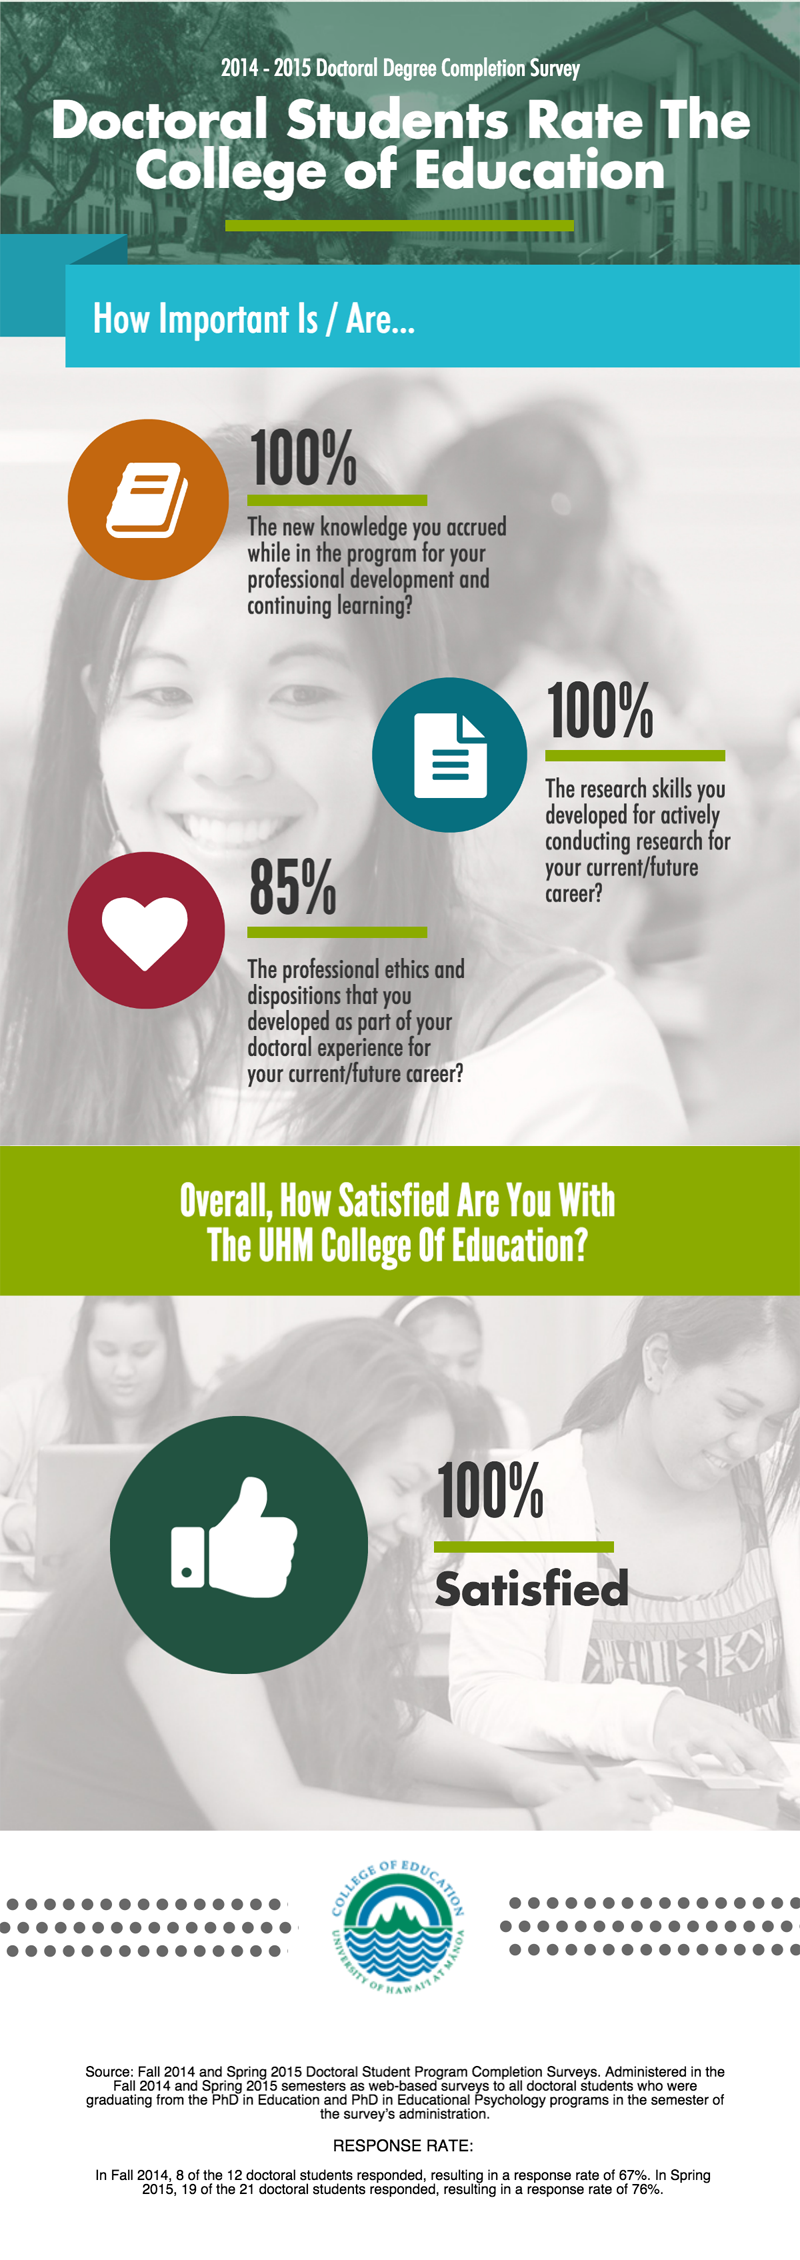 2014 - 2015 Doctoral Degree Completion Survey
Doctoral Students Rate The
College of Education
How Important Is / Are...
100%
The new knowledge you accrued
while in the program for your
professional development and
continuing learning?
100%
The research skills you
developed for actively
conducting research for
your current/future
career?
85%
The professional ethics and
dispositions that you
developed as part of your
doctoral experience for
your current/future career?
Overall, How Satisfied Are You With
The UHM College Of Education?
100%
Satisfied
COLLEGE OF EDUCATION
UNIVERSITY OF HAWAI'I AT MĀNOA
Source: Fall 2014 and Spring 2015 Doctoral Student Program Completion Surveys. Administered in the
Fall 2014 and Spring 2015 semesters as web-based surveys to all doctoral students who were
graduating from the PhD in Education and PhD in Educational Psychology programs in the semester of
the survey's administration.
RESPONSE RATE:
In Fall 2014, 8 of the 12 doctoral students responded, resulting in a response rate of 67%. In Spring
2015, 19 of the 21 doctoral students responded, resulting in a response rate of 76%.